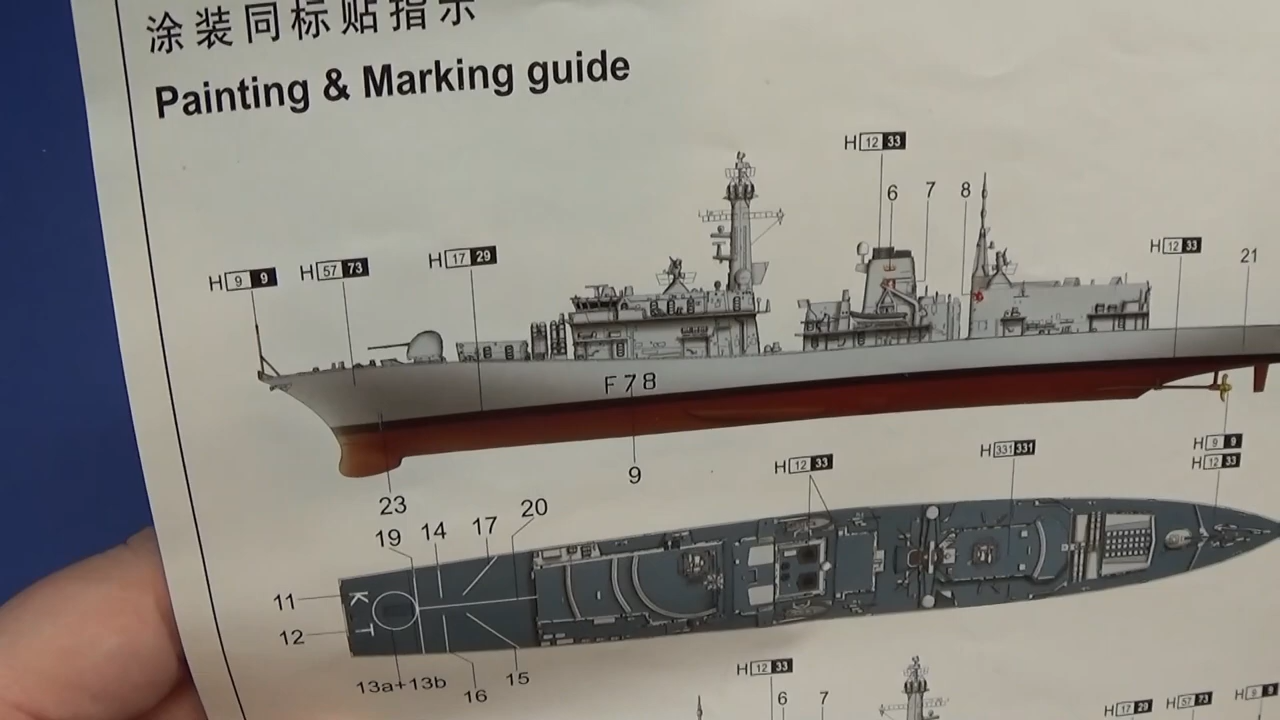 涂装同标贴指示
Painting & Marking guide
H 12 33
6 7 8
H 9 9 H 57 73 H 17 29 H 12 33 21
F78
23 9 H 12 33 H 331 331 H 9 9
H 12 33
19 14 17 20
11 K
12 T
13a+13b 16 15
H 12 33
6 7
H 17 29 H 57 73 H 9 9